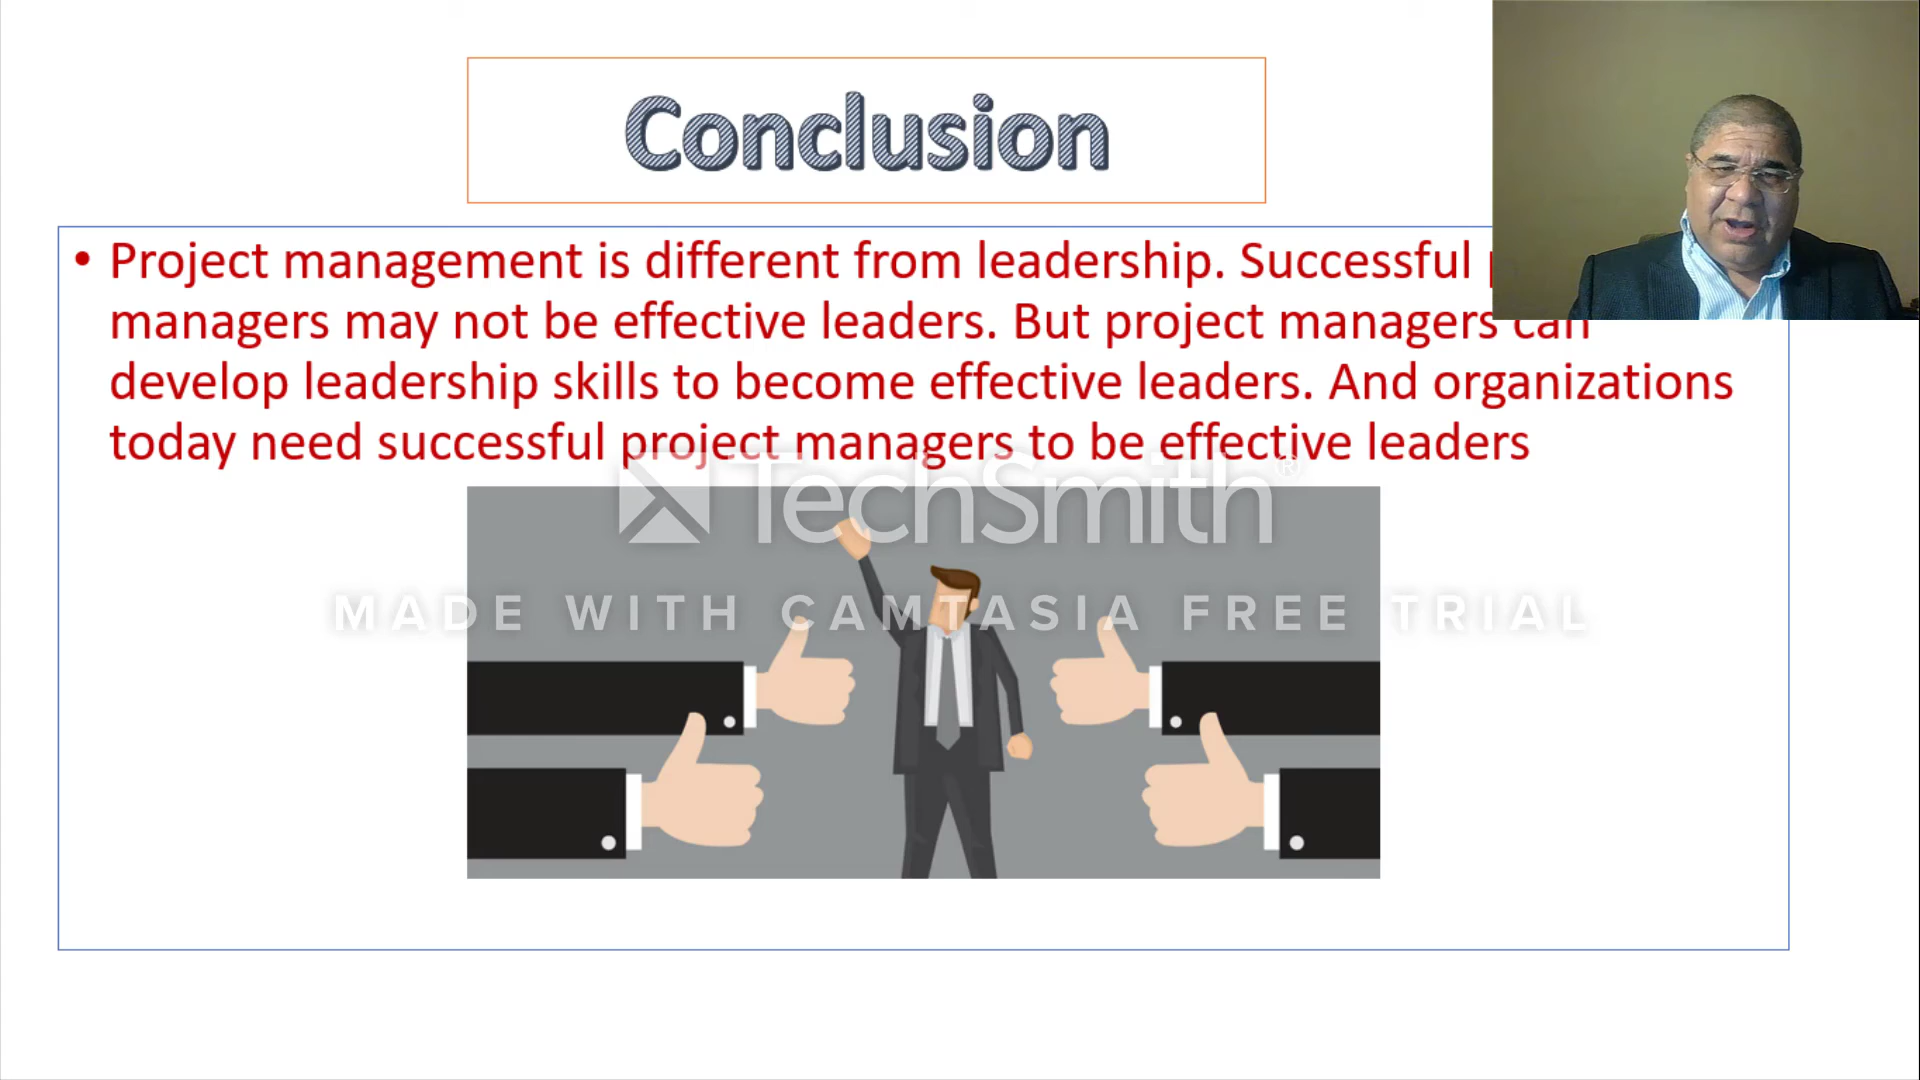 Conclusion
• Project management is different from leadership. Successful
managers may not be effective leaders. But project managers can
develop leadership skills to become effective leaders. And organizations
today need successful project managers to be effective leaders
TechSmith®
MADE WITH CAMTASIA FREE TRIAL